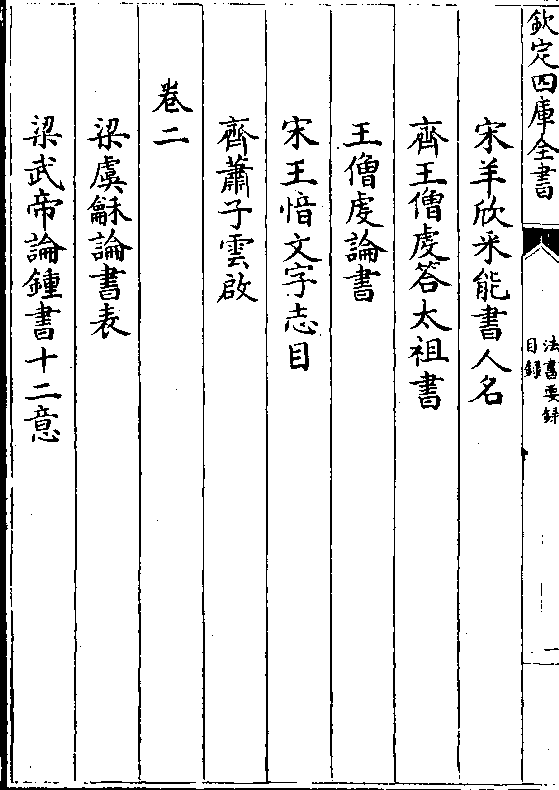 欽定四庫全書
法書要錄
目錄
一
宋羊欣采能書人名
齊王僧虔答太祖書
王僧虔論書
宋王愔文字志目
齊蕭子雲啟
卷二
梁虞龢論書表
梁武帝論鍾書十二意